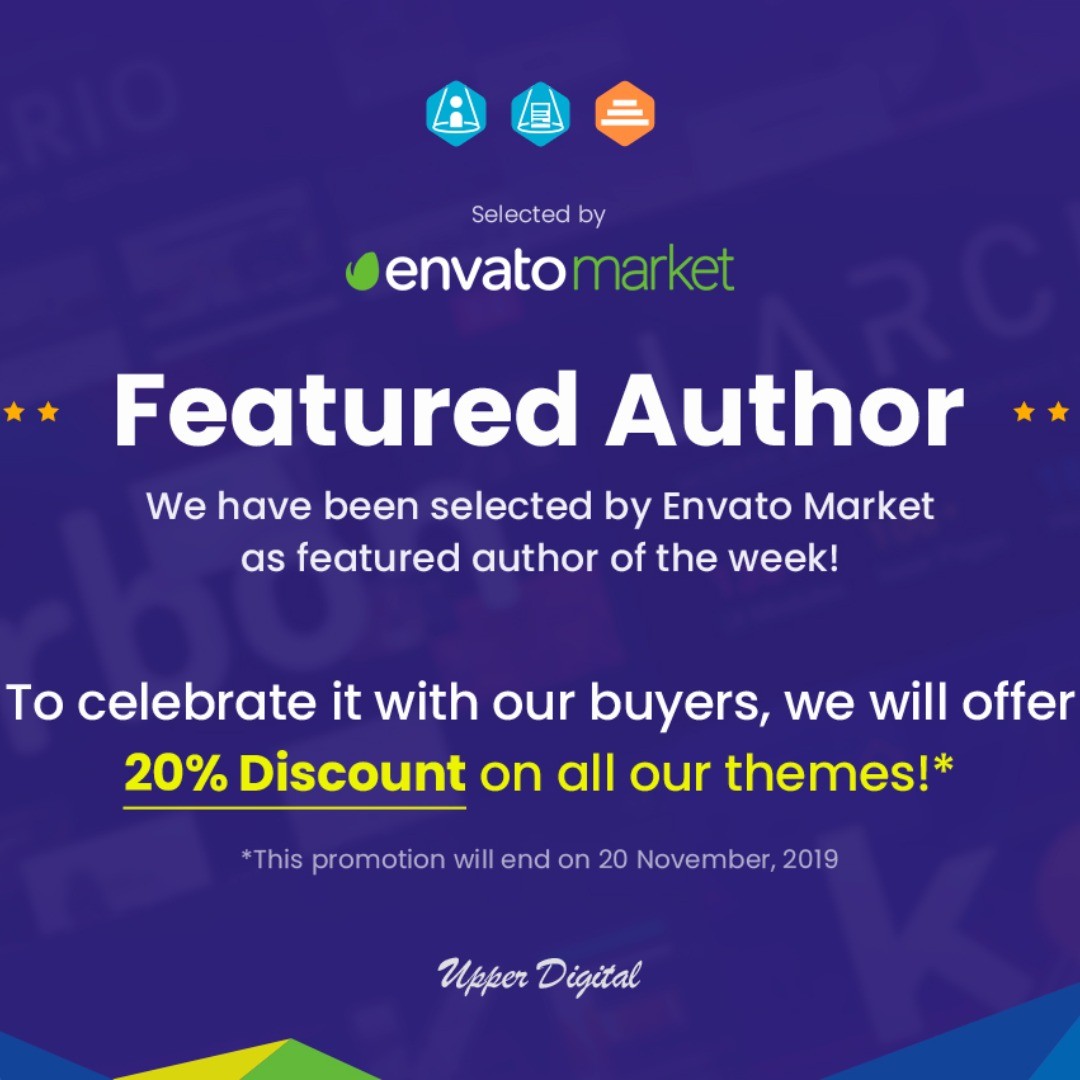 Selected by
envato market
Featured Author
We have been selected by Envato Market
as featured author of the week!
To celebrate it with our buyers, we will offer
20% Discount on all our themes!*
*This promotion will end on 20 November, 2019
Upper Digital